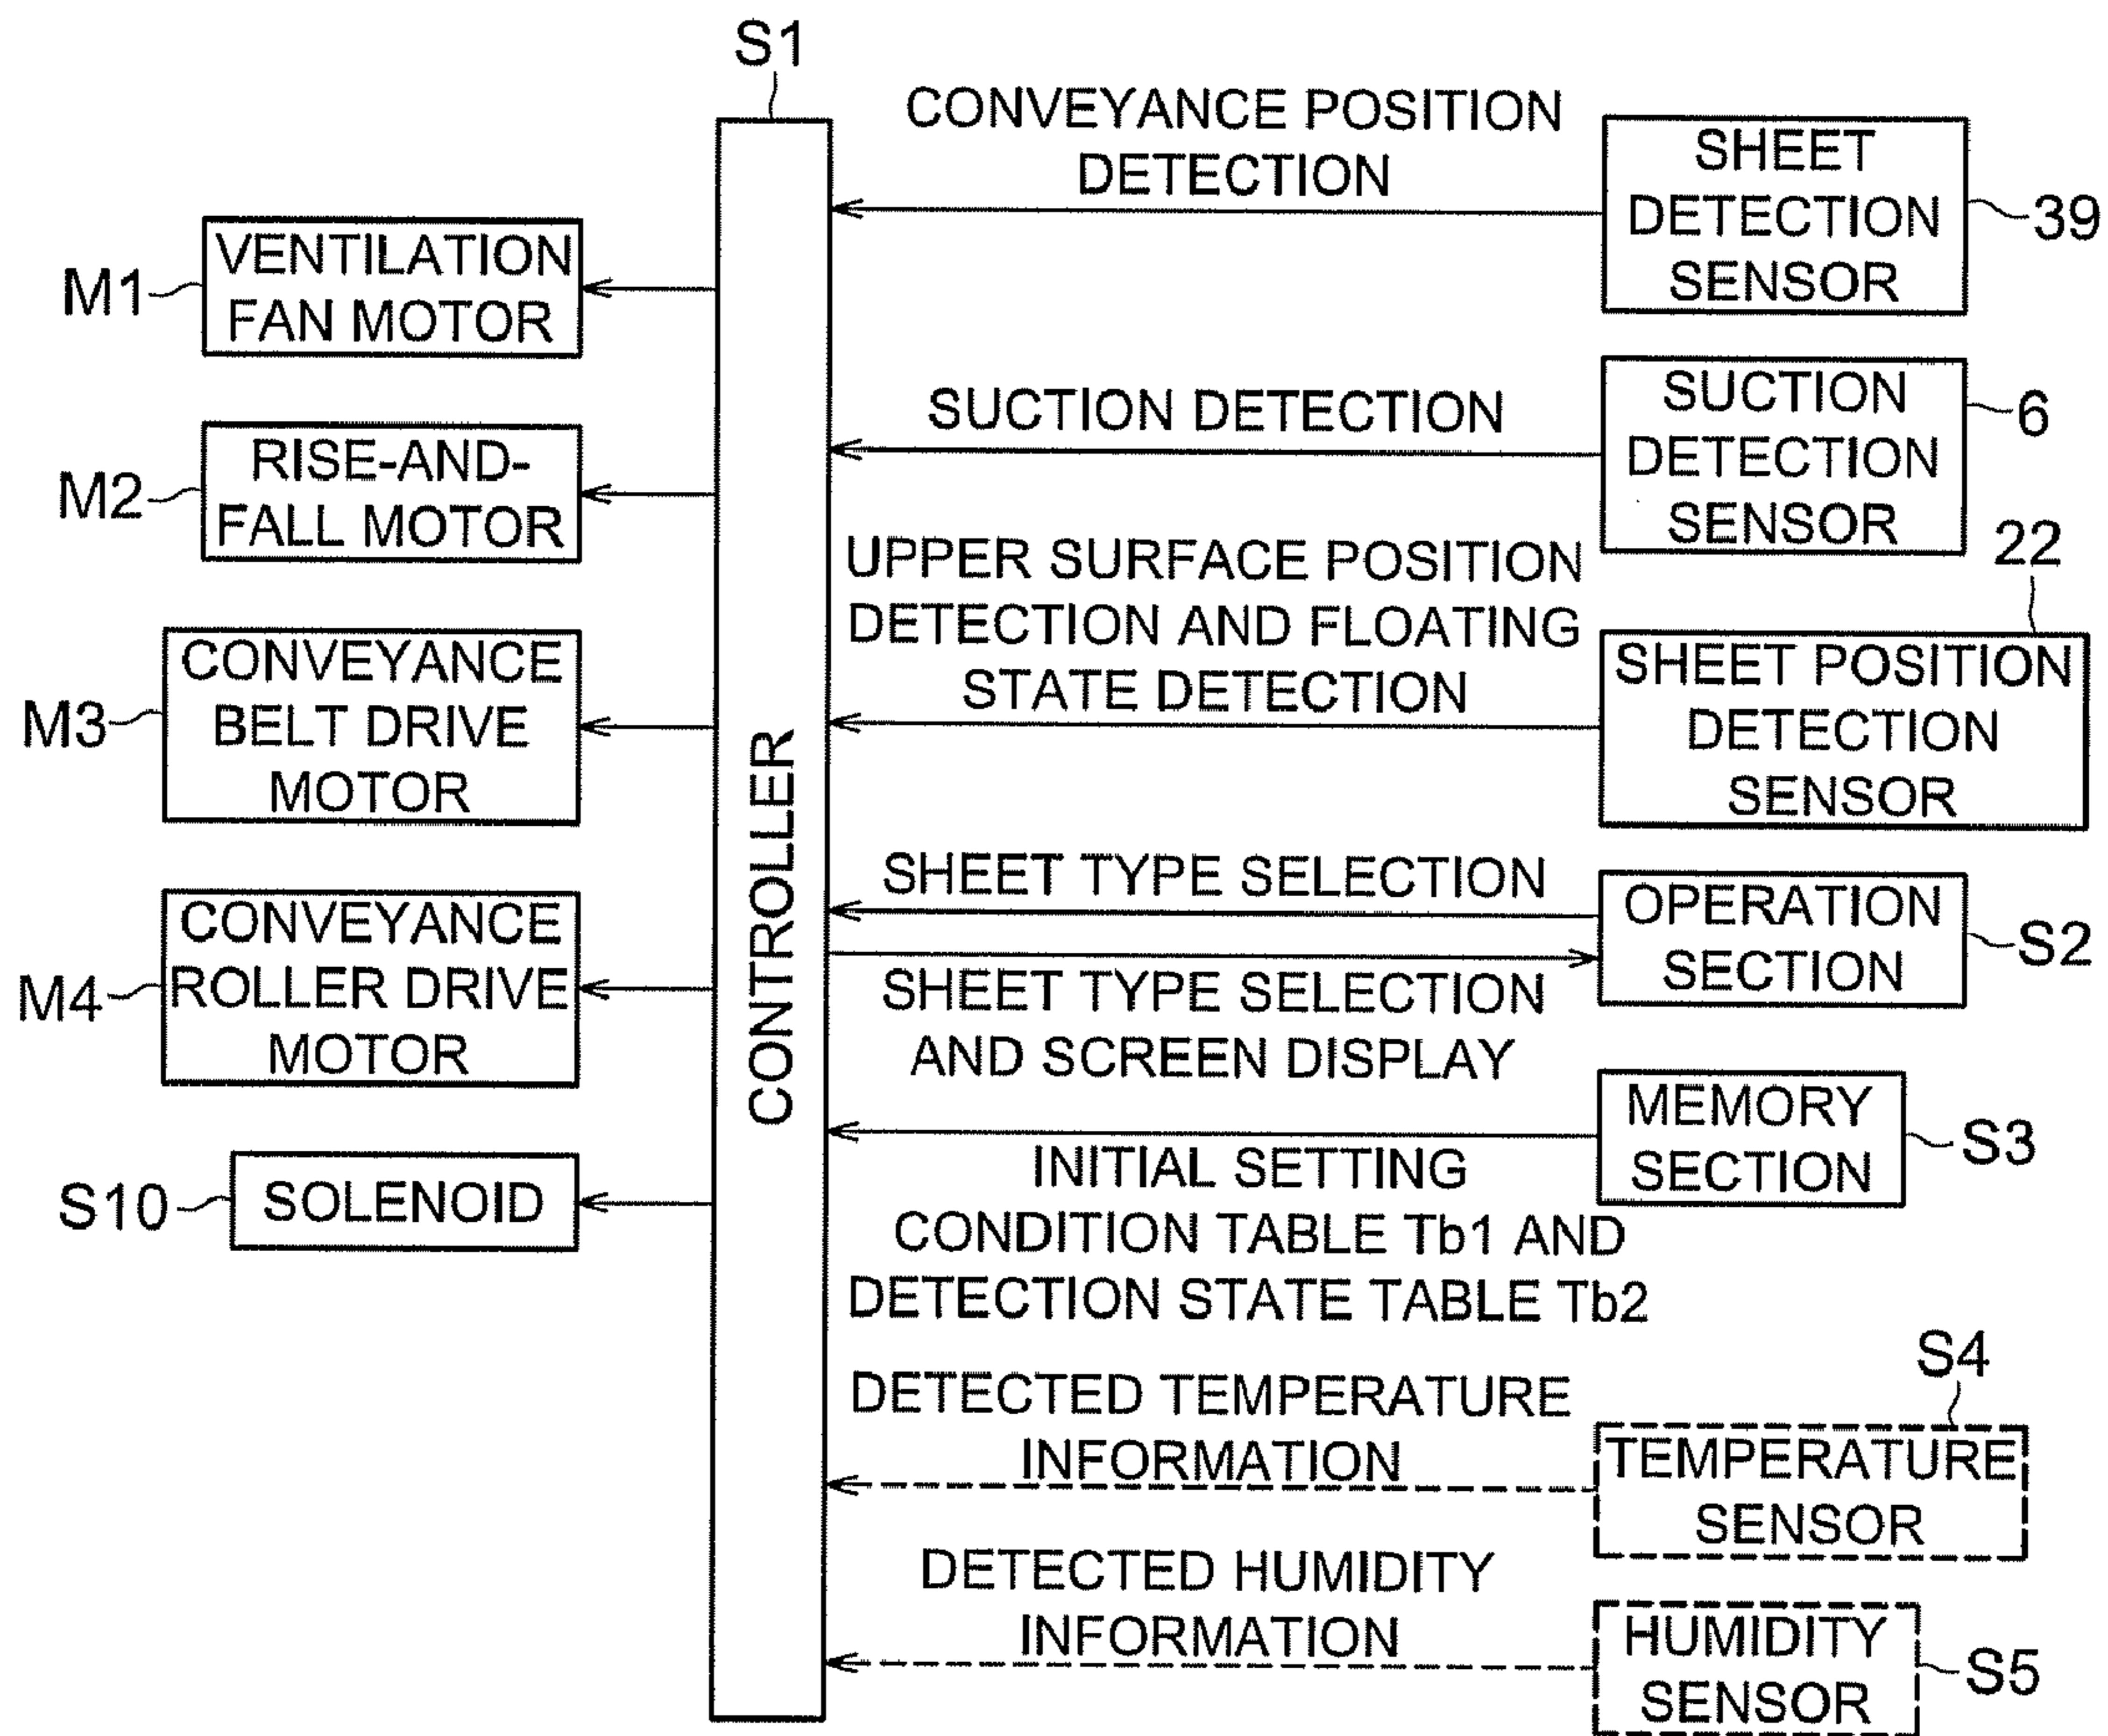 S1
CONTROLLER
M1
VENTILATION
FAN MOTOR
M2
RISE-AND-
FALL MOTOR
M3
CONVEYANCE
BELT DRIVE
MOTOR
M4
CONVEYANCE
ROLLER DRIVE
MOTOR
S10
SOLENOID
CONVEYANCE POSITION
DETECTION
SHEET
DETECTION
SENSOR
39
SUCTION DETECTION
SUCTION
DETECTION
SENSOR
6
UPPER SURFACE POSITION
DETECTION AND FLOATING
STATE DETECTION
22
SHEET POSITION
DETECTION
SENSOR
SHEET TYPE SELECTION
OPERATION
SECTION
S2
SHEET TYPE SELECTION
AND SCREEN DISPLAY
MEMORY
SECTION
S3
INITIAL SETTING
CONDITION TABLE Tb1 AND
DETECTION STATE TABLE Tb2
DETECTED TEMPERATURE
INFORMATION
S4
TEMPERATURE
SENSOR
DETECTED HUMIDITY
INFORMATION
HUMIDITY
SENSOR
S5